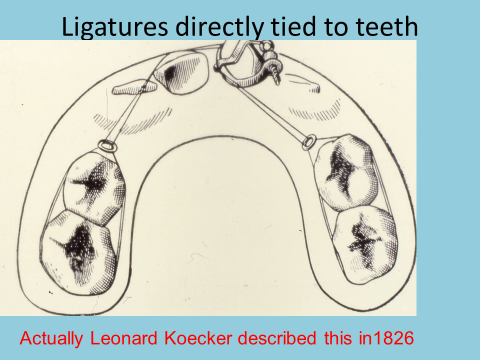 Ligatures directly tied to teeth
Actually Leonard Koecker described this in1826